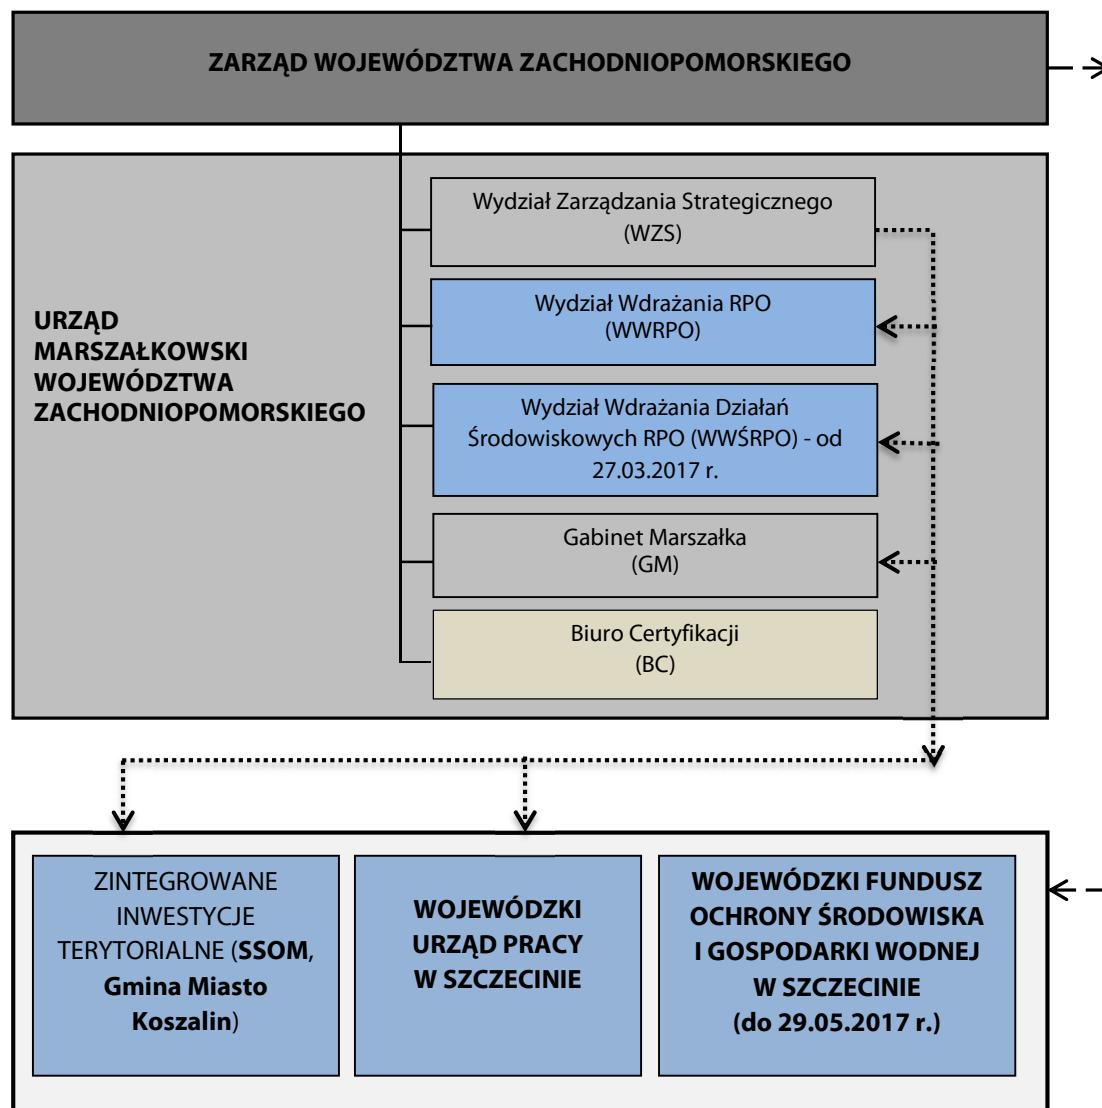 ZARZĄD WOJEWÓDZTWA ZACHODNIOPOMORSKIEGO
URZĄD
MARSZAŁKOWSKI
WOJEWÓDZTWA
ZACHODNIOPOMORSKIEGO
Wydział Zarządzania Strategicznego
(WZS)
Wydział Wdrażania RPO
(WWRPO)
Wydział Wdrażania Działań
Środowiskowych RPO (WWŚRPO) - od
27.03.2017 r.
Gabinet Marszałka
(GM)
Biuro Certyfikacji
(BC)
ZINTEGROWANE
INWESTYCJE
TERYTORIALNE (SSOM,
Gmina Miasto
Koszalin)
WOJEWÓDZKI
URZĄD PRACY
W SZCZECINIE
WOJEWÓDZKI FUNDUSZ
OCHRONY ŚRODOWISKA
I GOSPODARKI WODNEJ
W SZCZECINIE
(do 29.05.2017 r.)